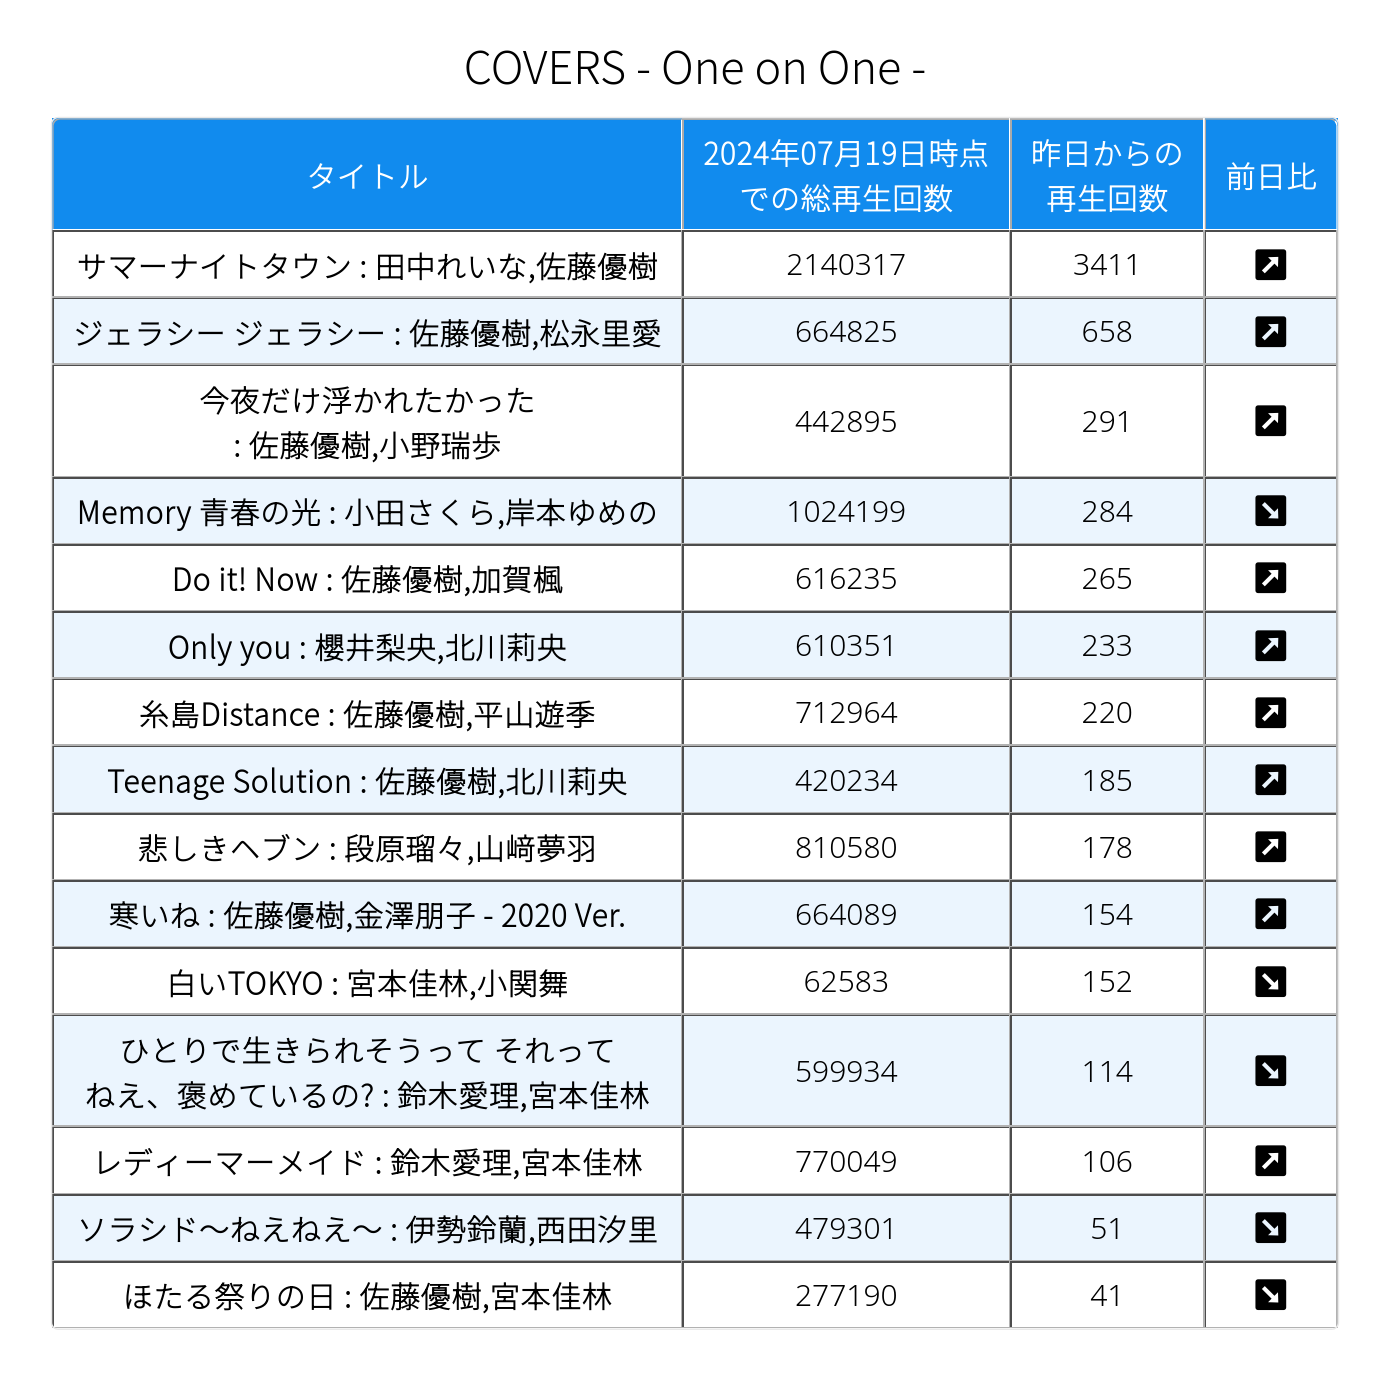 COVERS - One on One -
タイトル
2024年07月19日時点
での総再生回数
昨日からの
再生回数
前日比
サマーナイトタウン : 田中れいな,佐藤優樹
2140317
3411
ジェラシー ジェラシー : 佐藤優樹,松永里愛
664825
658
今夜だけ浮かれたかった
: 佐藤優樹,小野瑞歩
442895
291
Memory 青春の光 : 小田さくら,岸本ゆめの
1024199
284
Do it! Now : 佐藤優樹,加賀楓
616235
265
Only you : 櫻井梨央,北川莉央
610351
233
糸島Distance : 佐藤優樹,平山遊季
712964
220
Teenage Solution : 佐藤優樹,北川莉央
420234
185
悲しきヘブン : 段原瑠々,山﨑夢羽
810580
178
寒いね : 佐藤優樹,金澤朋子 - 2020 Ver.
664089
154
白いTOKYO : 宮本佳林,小関舞
62583
152
ひとりで生きられそうって それって
ねえ、褒めているの? : 鈴木愛理,宮本佳林
599934
114
レディーマーメイド : 鈴木愛理,宮本佳林
770049
106
ソラシド〜ねえねえ〜 : 伊勢鈴蘭,西田汐里
479301
51
ほたる祭りの日 : 佐藤優樹,宮本佳林
277190
41